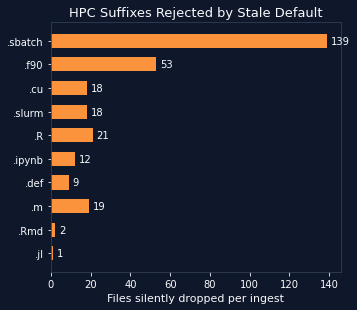 HPC Suffixes Rejected by Stale Default
.sbatch 139
.f90 53
.cu 18
.slurm 18
.R 21
.ipynb 12
.def 9
.m 19
.Rmd 2
.jl 1
0 20 40 60 80 100 120 140
Files silently dropped per ingest